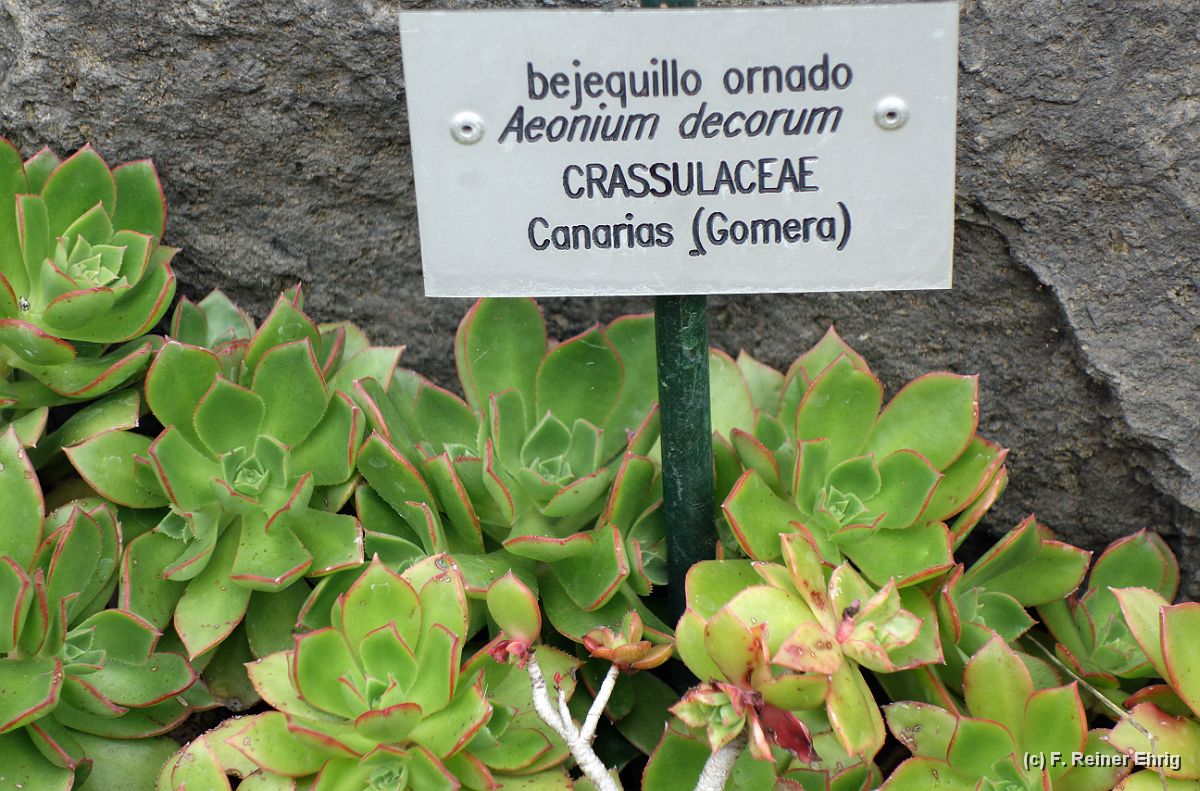 bejequillo ornado
Aeonium decorum
CRASSULACEAE
Canarias (Gomera)
(c) F. Reiner Ehrig